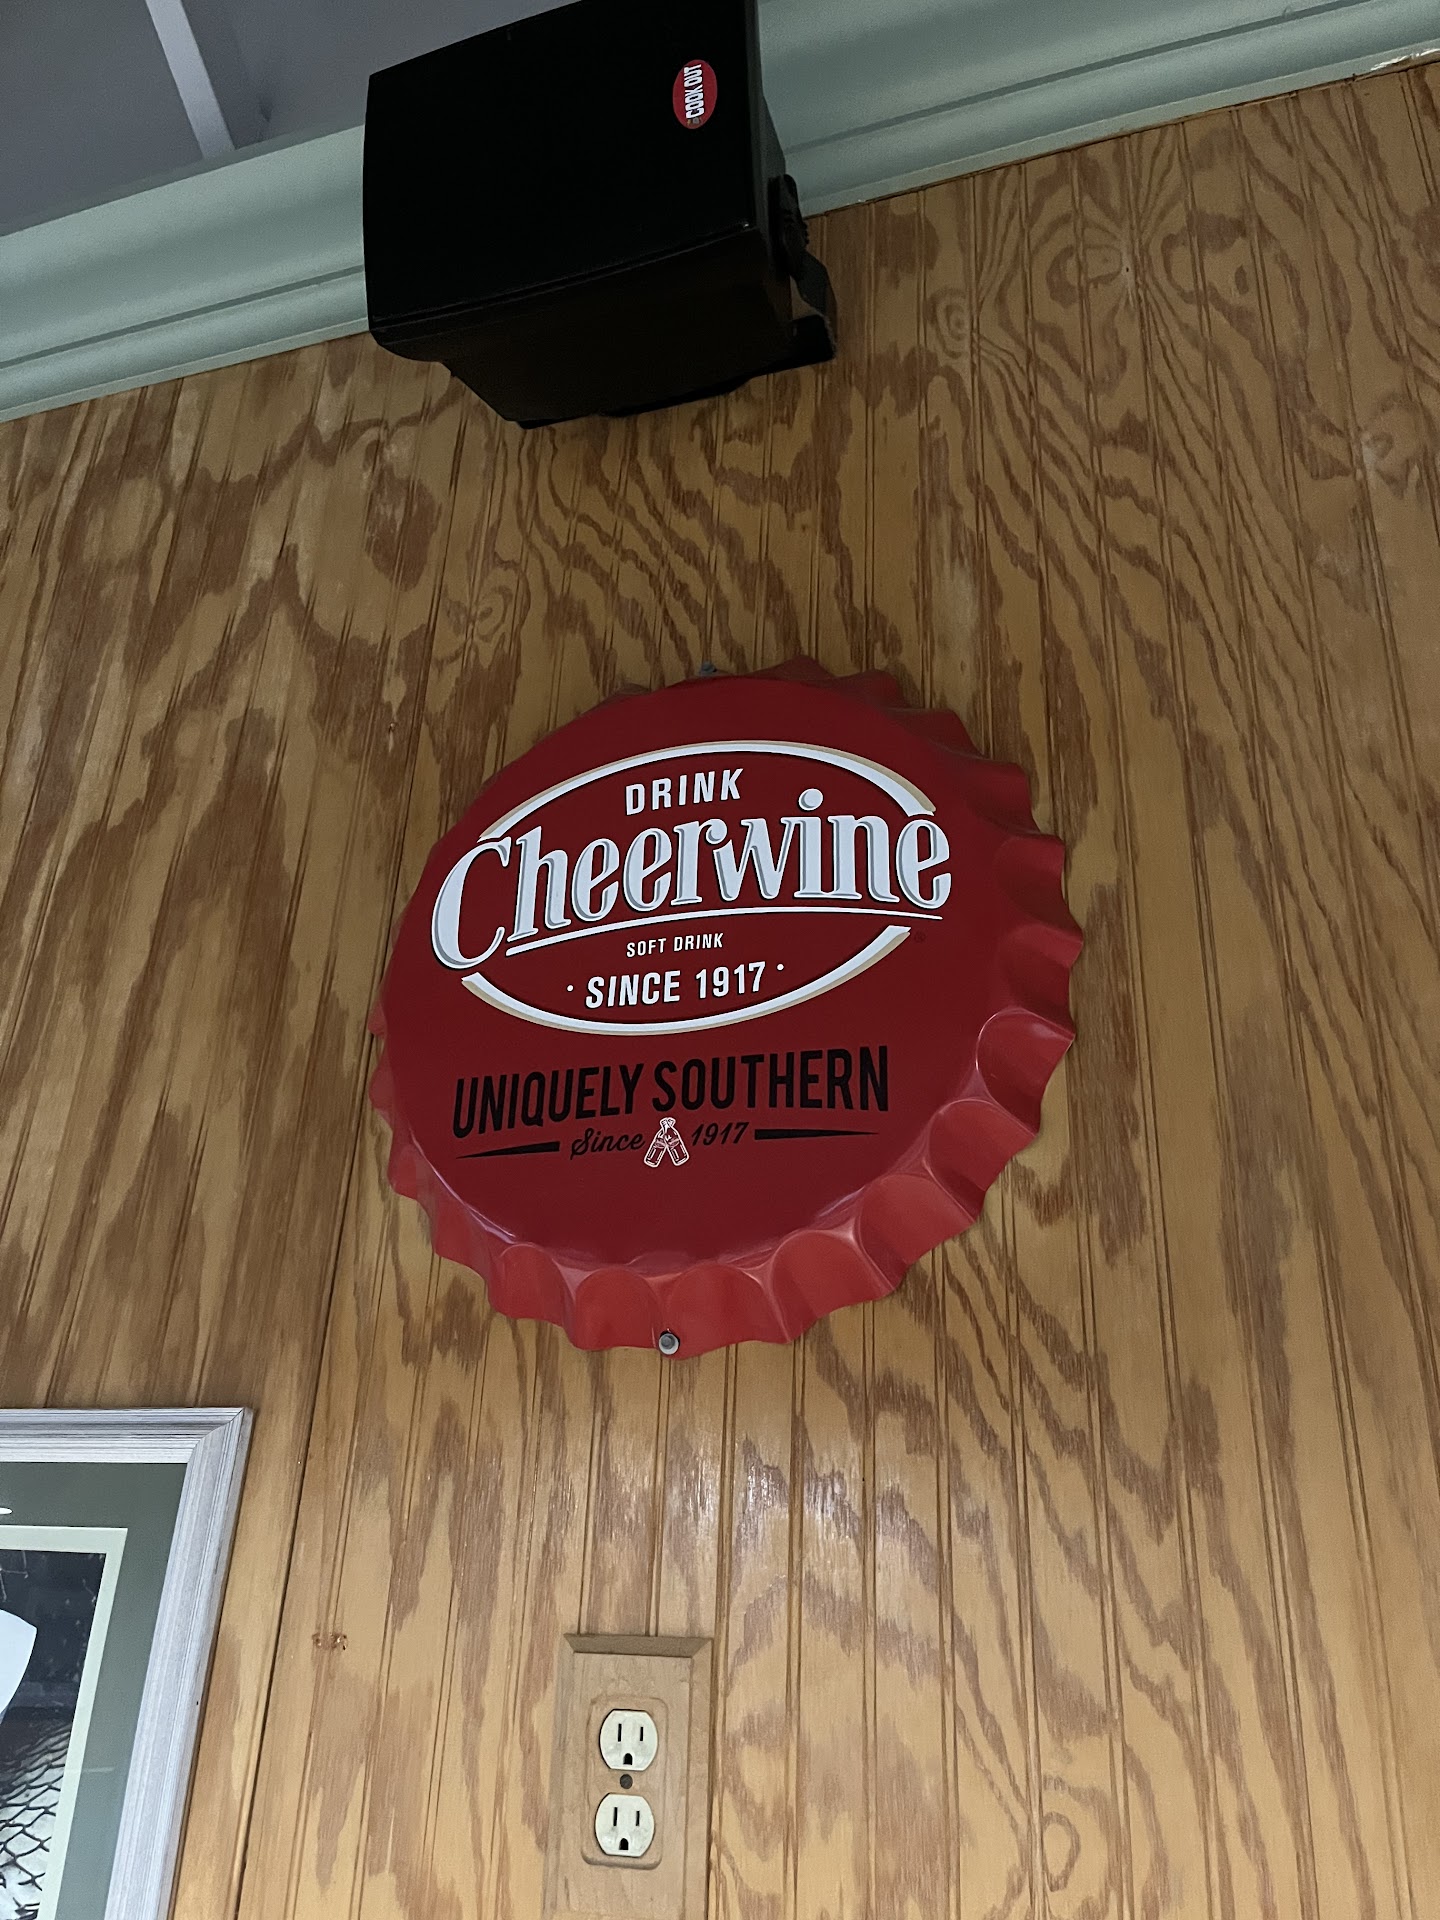 COOK OUT
DRINK
Cheerwine
SOFT DRINK
· SINCE 1917 ·
UNIQUELY SOUTHERN
Since 1917